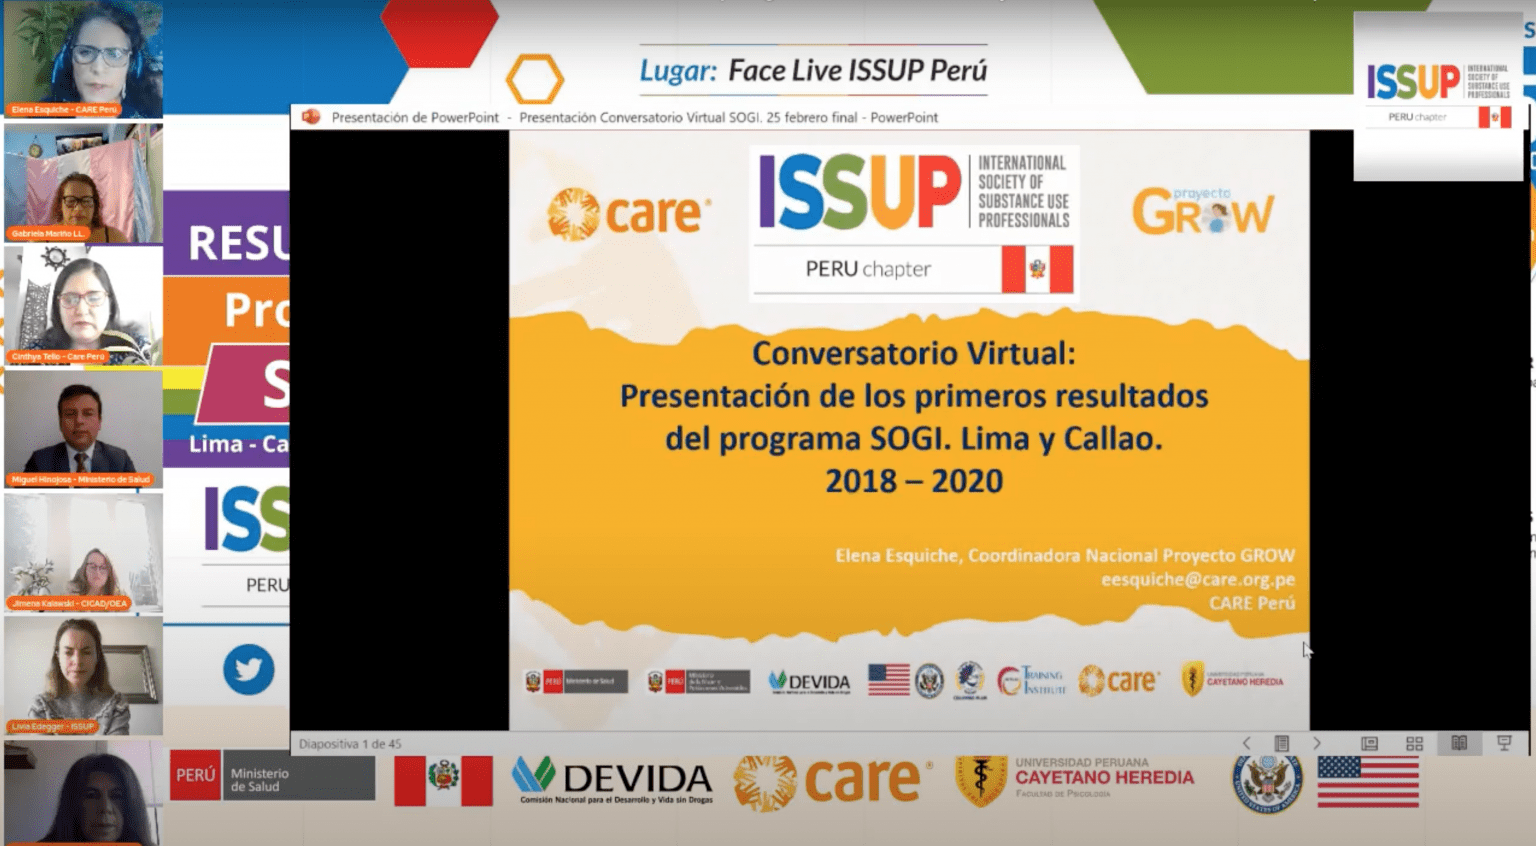 Elena Esquiche - CARE Perú
Gabriela Mariño LL.
Cinthya Tello - Care Perú
Miguel Hinojosa - Ministerio de Salud
Jimena Kalawski - CICAD/OEA
Livia Edegger - ISSUP
Lugar: Face Live ISSUP Perú
ISSUP
INTERNATIONAL
SOCIETY OF
SUBSTANCE USE
PROFESSIONALS
PERU chapter
Presentación de PowerPoint - Presentación Conversatorio Virtual SOGI. 25 febrero final - PowerPoint
RESU
Pro
S
Lima - Ca
ISS
PERU
care
ISSUP
INTERNATIONAL
SOCIETY OF
SUBSTANCE USE
PROFESSIONALS
PERU chapter
proyecto
GROW
Conversatorio Virtual:
Presentación de los primeros resultados
del programa SOGI. Lima y Callao.
2018 – 2020
Elena Esquiche, Coordinadora Nacional Proyecto GROW
eesquiche@care.org.pe
CARE Perú
PERÚ Ministerio de Salud
PERÚ
DEVIDA
TRAINING
INSTITUTE
care
CAYETANO HEREDIA
Diapositiva 1 de 45
PERÚ
Ministerio
de Salud
DEVIDA
Comisión Nacional para el Desarrollo y Vida sin Drogas
care
UNIVERSIDAD PERUANA
CAYETANO HEREDIA
FACULTAD DE PSICOLOGÍA